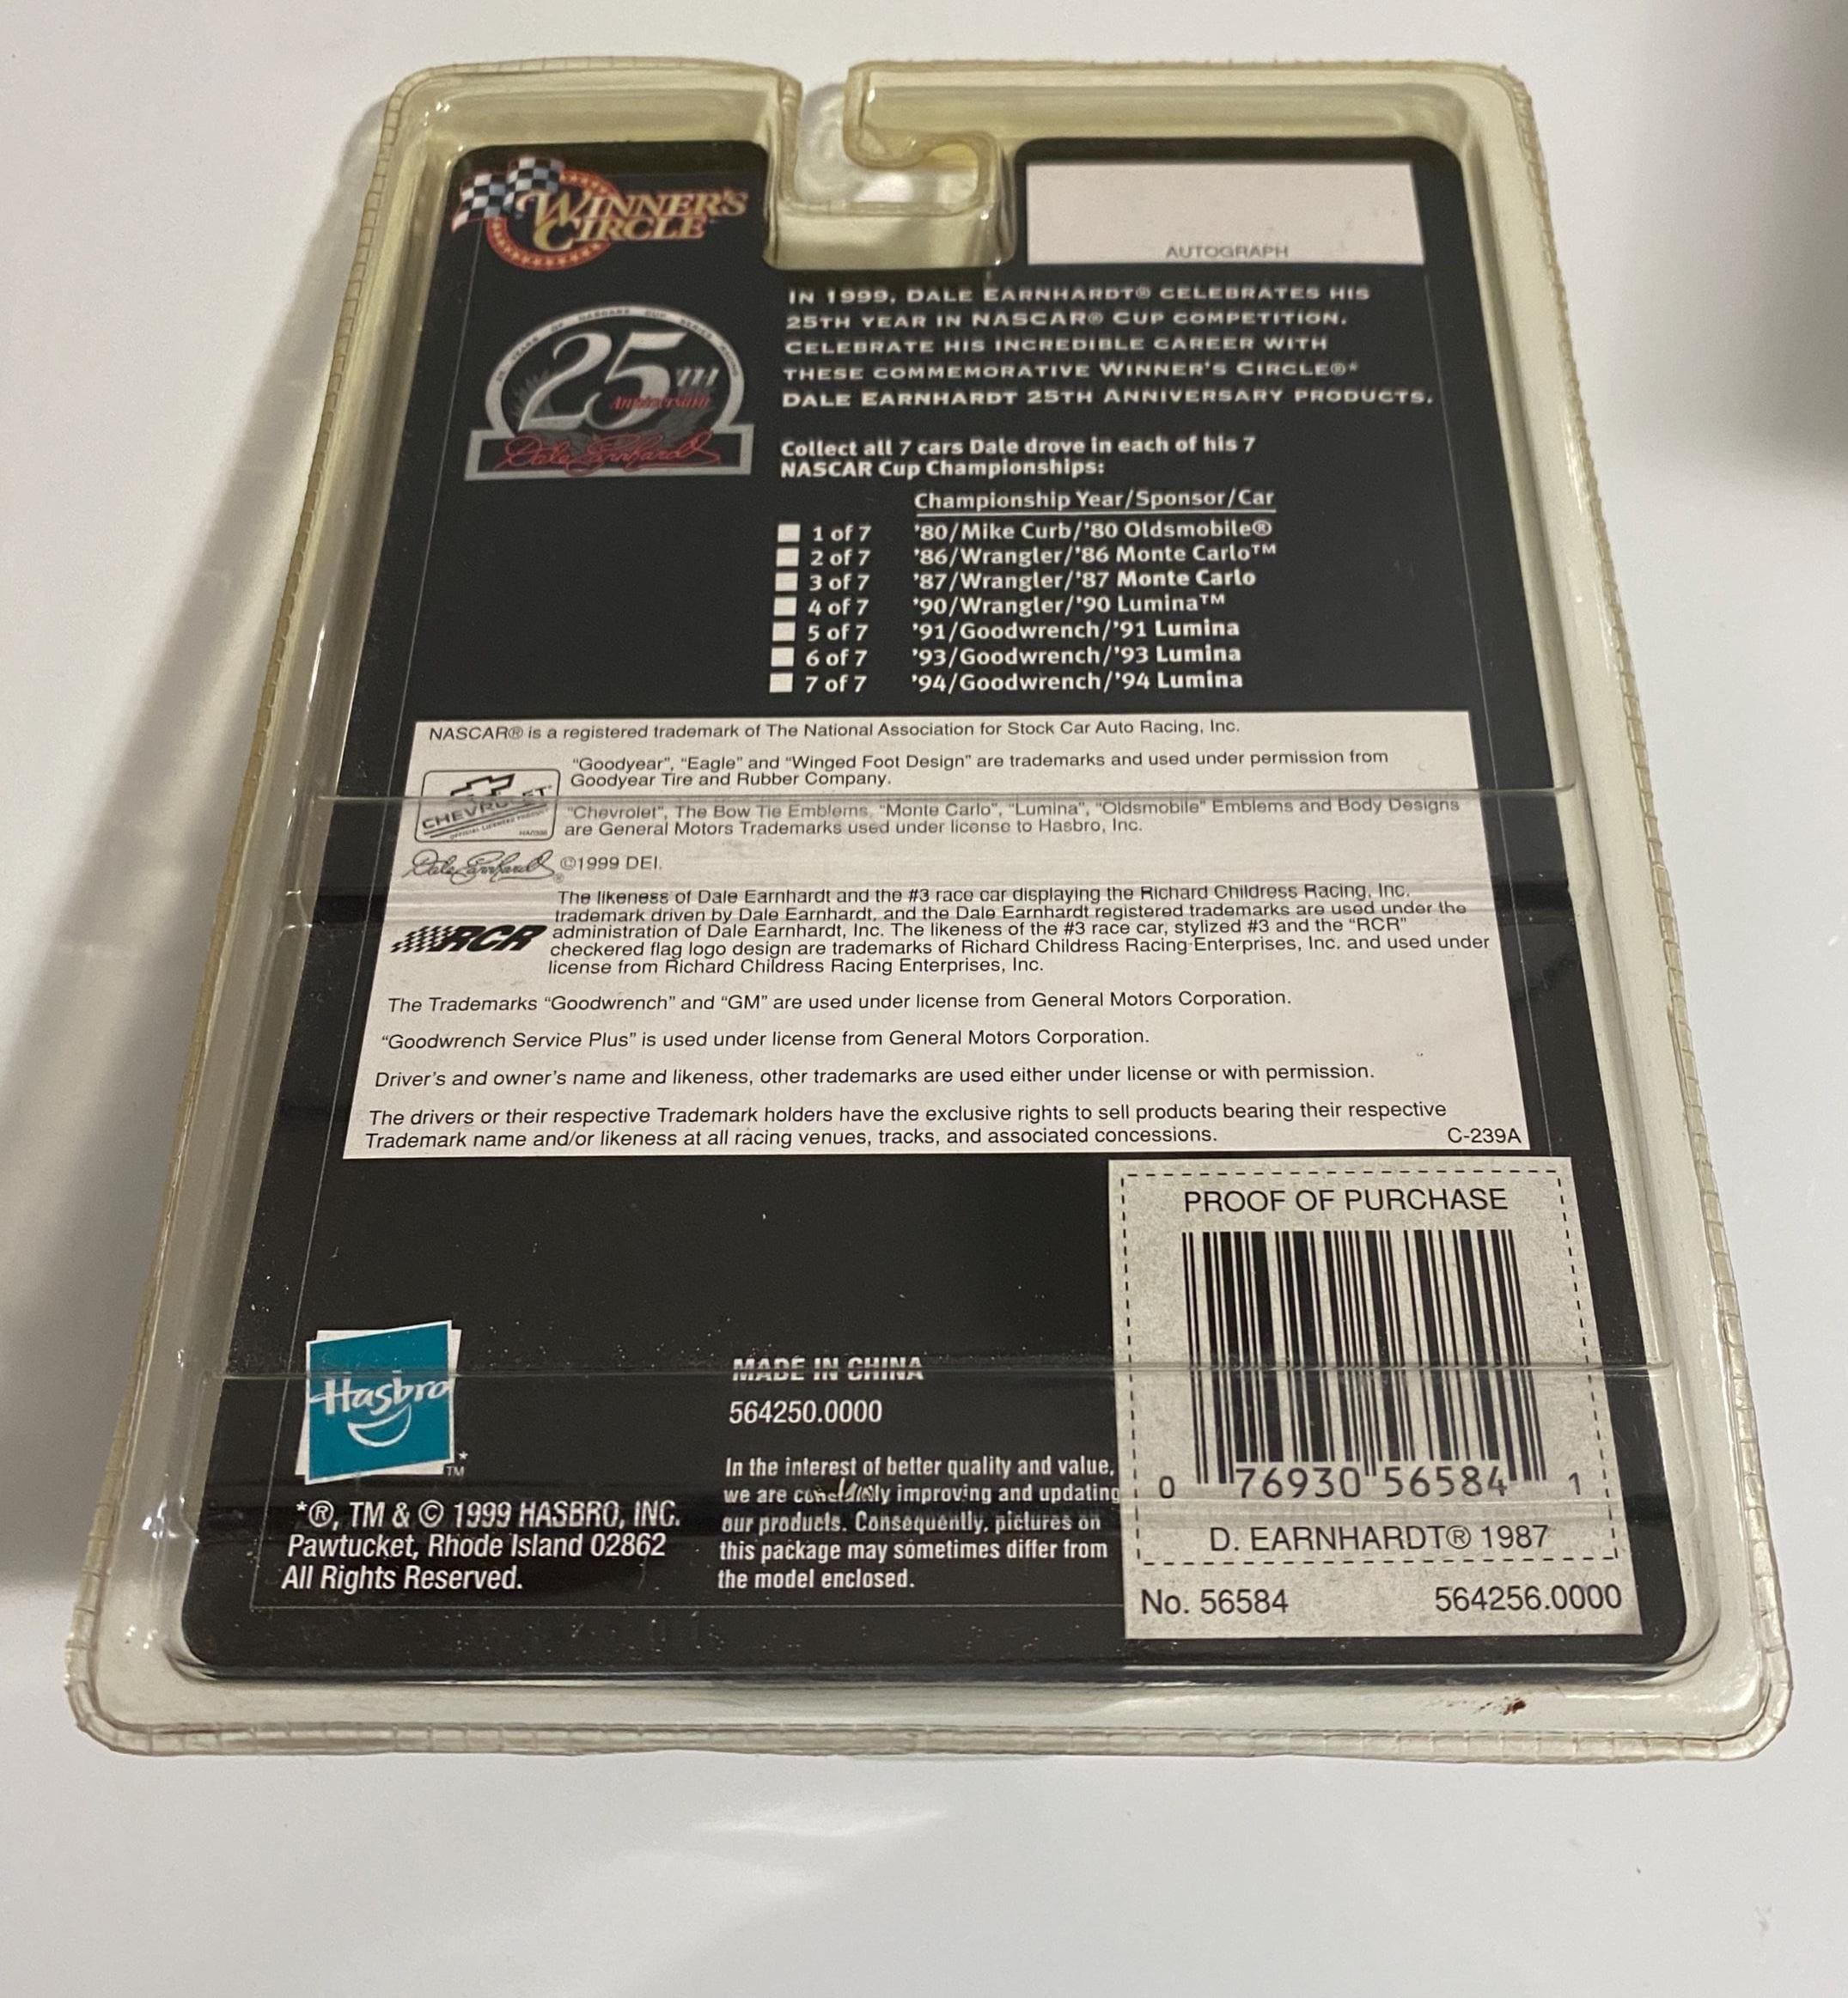 WINNER'S
CIRCLE
AUTOGRAPH
25TH
Anniversary
Dale Earnhardt
IN 1999, DALE EARNHARDT® CELEBRATES HIS
25TH YEAR IN NASCAR® CUP COMPETITION.
CELEBRATE HIS INCREDIBLE CAREER WITH
THESE COMMEMORATIVE WINNER'S CIRCLE®*
DALE EARNHARDT 25TH ANNIVERSARY PRODUCTS.
Collect all 7 cars Dale drove in each of his 7
NASCAR Cup Championships:
Championship Year/Sponsor/Car
1 of 7 '80/Mike Curb/'80 Oldsmobile®
2 of 7 '86/Wrangler/'86 Monte Carlo™
3 of 7 '87/Wrangler/'87 Monte Carlo
4 of 7 '90/Wrangler/'90 Lumina™
5 of 7 '91/Goodwrench/'91 Lumina
6 of 7 '93/Goodwrench/'93 Lumina
7 of 7 '94/Goodwrench/'94 Lumina
NASCAR® is a registered trademark of The National Association for Stock Car Auto Racing, Inc.
"Goodyear", "Eagle" and "Winged Foot Design" are trademarks and used under permission from
Goodyear Tire and Rubber Company.
CHEVROLET
"Chevrolet", The Bow Tie Emblems, "Monte Carlo", "Lumina", "Oldsmobile" Emblems and Body Designs
are General Motors Trademarks used under license to Hasbro, Inc.
Dale Earnhardt® ©1999 DEI.
RCR
The likeness of Dale Earnhardt and the #3 race car displaying the Richard Childress Racing, Inc.
trademark driven by Dale Earnhardt, and the Dale Earnhardt registered trademarks are used under the
administration of Dale Earnhardt, Inc. The likeness of the #3 race car, stylized #3 and the "RCR"
checkered flag logo design are trademarks of Richard Childress Racing Enterprises, Inc. and used under
license from Richard Childress Racing Enterprises, Inc.
The Trademarks "Goodwrench" and "GM" are used under license from General Motors Corporation.
"Goodwrench Service Plus" is used under license from General Motors Corporation.
Driver's and owner's name and likeness, other trademarks are used either under license or with permission.
The drivers or their respective Trademark holders have the exclusive rights to sell products bearing their respective
Trademark name and/or likeness at all racing venues, tracks, and associated concessions. C-239A
Hasbro
™*
*®, TM & © 1999 HASBRO, INC.
Pawtucket, Rhode Island 02862
All Rights Reserved.
MADE IN CHINA
564250.0000
In the interest of better quality and value,
we are constantly improving and updating
our products. Consequently, pictures on
this package may sometimes differ from
the model enclosed.
PROOF OF PURCHASE
0 76930 56584 1
D. EARNHARDT® 1987
No. 56584 564256.0000